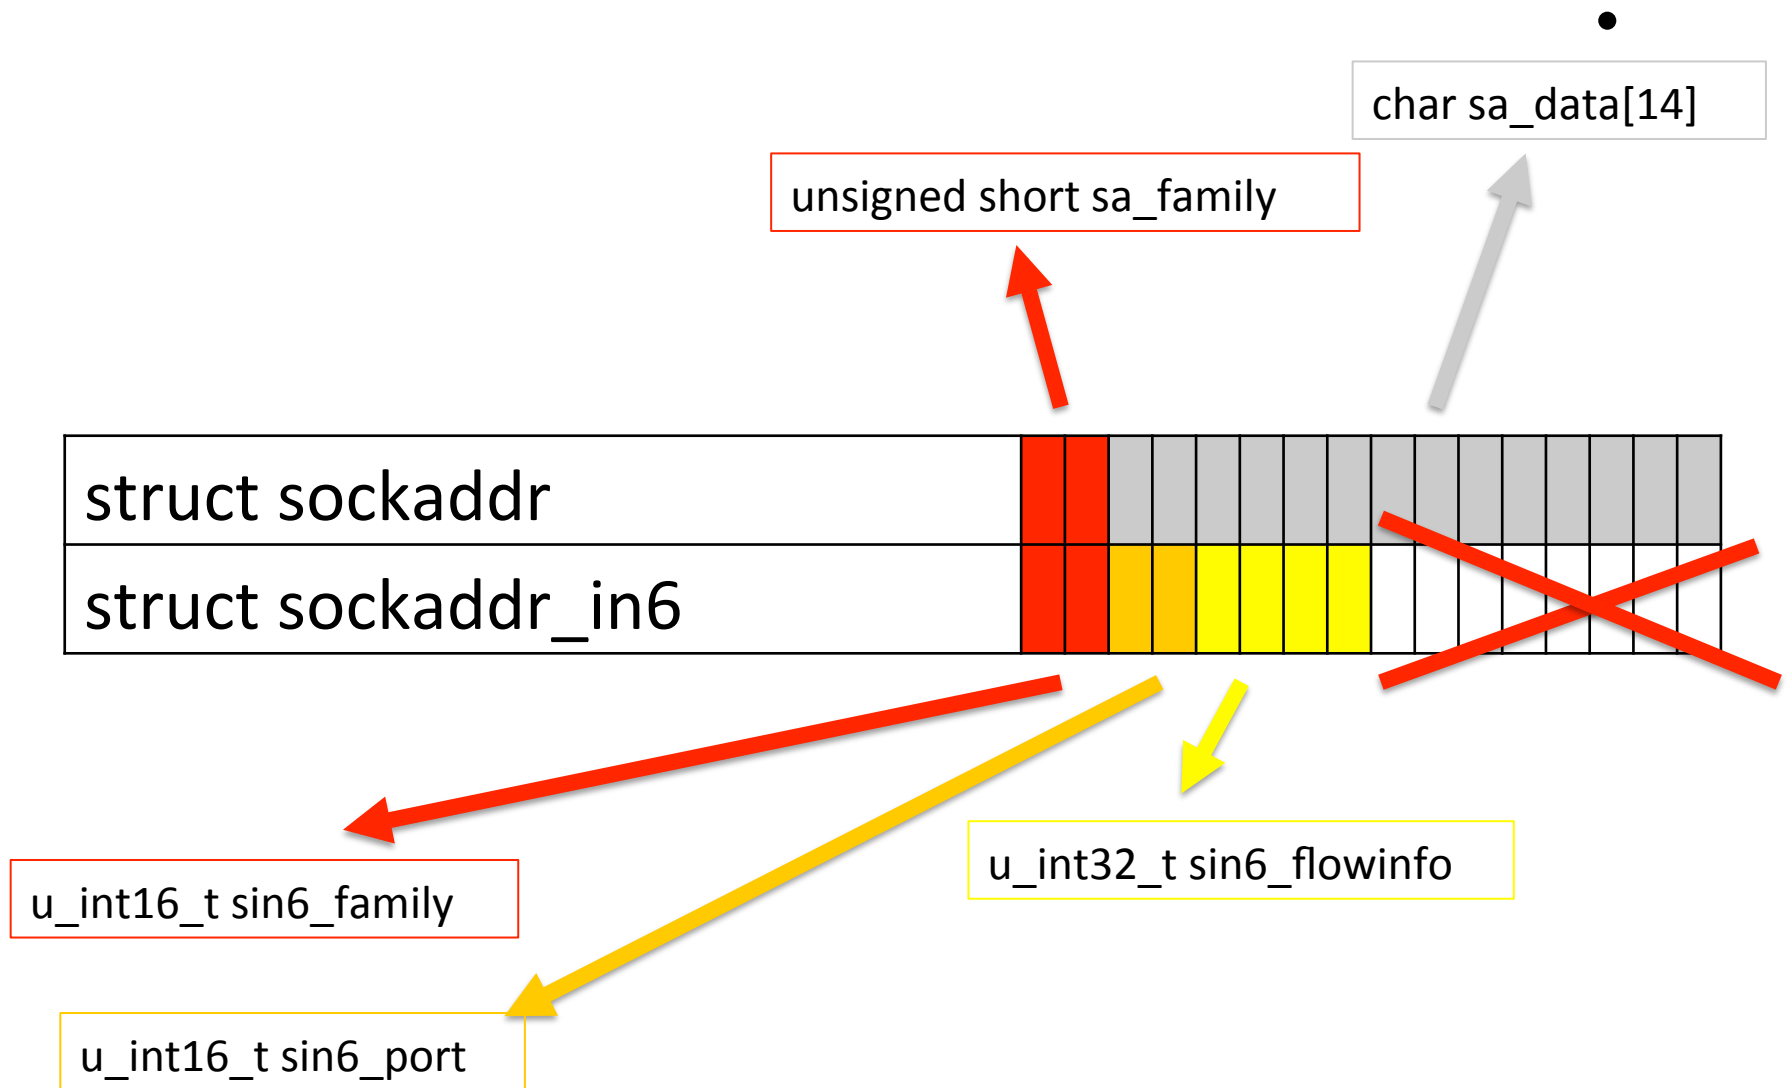 char sa_data[14]
unsigned short sa_family
struct sockaddr
struct sockaddr_in6
u_int32_t sin6_flowinfo
u_int16_t sin6_family
u_int16_t sin6_port